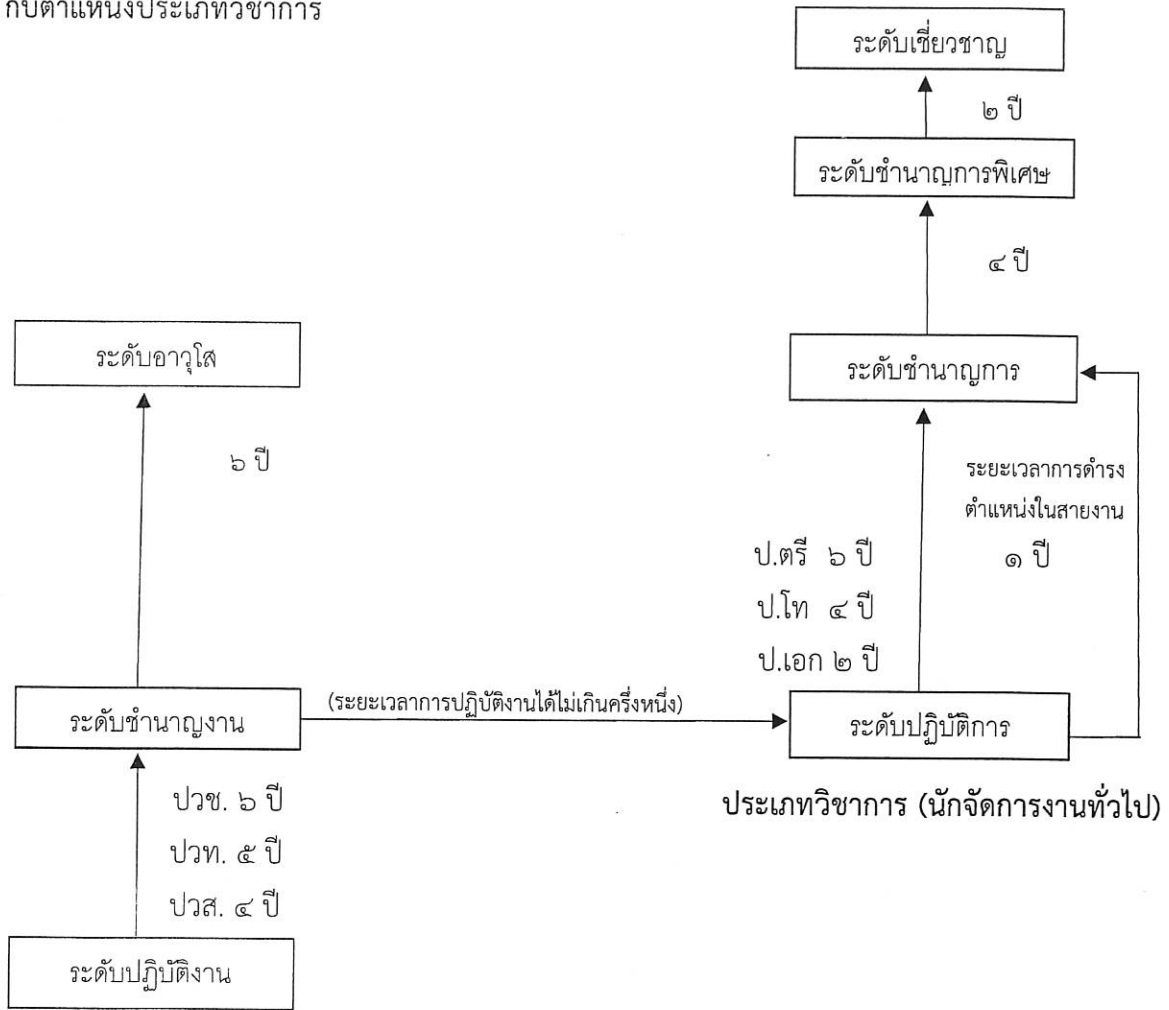 กับตำแหน่งประเภทวิชาการ
ระดับเชี่ยวชาญ
๒ ปี
ระดับชำนาญการพิเศษ
๔ ปี
ระดับอาวุโส
ระดับชำนาญการ
๖ ปี
ระยะเวลาการดำรง
ตำแหน่งในสายงาน
๑ ปี
ป.ตรี ๖ ปี
ป.โท ๔ ปี
ป.เอก ๒ ปี
ระดับชำนาญงาน
(ระยะเวลาการปฏิบัติงานได้ไม่เกินครึ่งหนึ่ง)
ระดับปฏิบัติการ
ประเภทวิชาการ (นักจัดการงานทั่วไป)
ปวช. ๖ ปี
ปวท. ๕ ปี
ปวส. ๔ ปี
ระดับปฏิบัติงาน